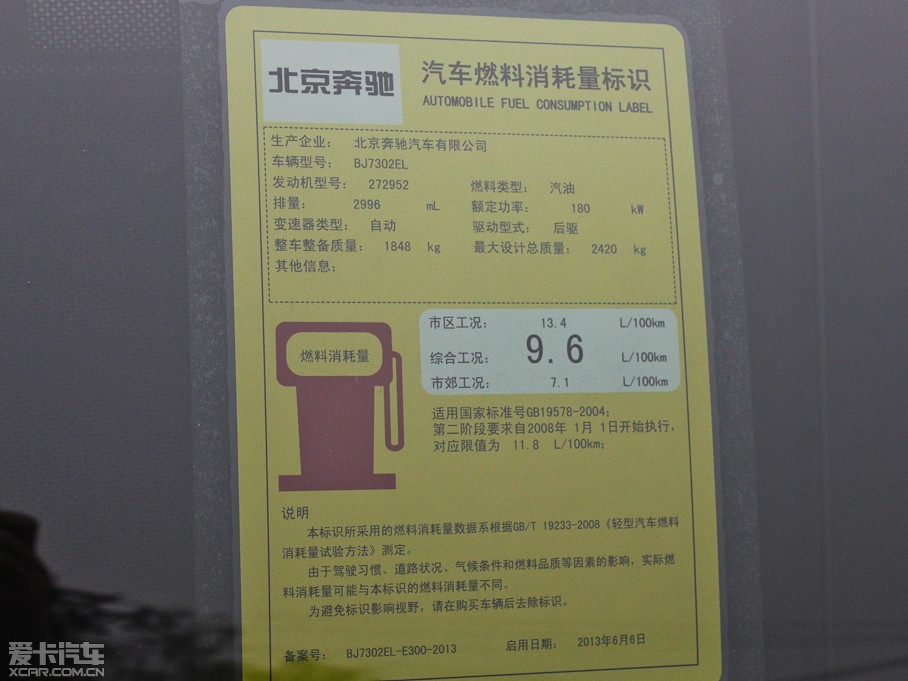 北京奔驰
汽车燃料消耗量标识
AUTOMOBILE FUEL CONSUMPTION LABEL
生产企业： 北京奔驰汽车有限公司
车辆型号： BJ7302EL
发动机型号： 272952 燃料类型： 汽油
排量： 2996 mL 额定功率： 180 kW
变速器类型： 自动 驱动型式： 后驱
整车整备质量： 1848 kg 最大设计总质量： 2420 kg
其他信息：
燃料消耗量
市区工况： 13.4 L/100km
综合工况： 9.6 L/100km
市郊工况： 7.1 L/100km
适用国家标准号GB19578-2004；
第二阶段要求自2008年 1月 1日开始执行，
对应限值为 11.8 L/100km；
说明
本标识所采用的燃料消耗量数据系根据GB/T 19233-2008《轻型汽车燃料
消耗量试验方法》测定。
由于驾驶习惯、道路状况、气候条件和燃料品质等因素的影响，实际燃
料消耗量可能与本标识的燃料消耗量不同。
为避免标识影响视野，请在购买车辆后去除标识。
备案号： BJ7302EL-E300-2013 启用日期： 2013年6月6日
爱卡汽车
XCAR.COM.CN